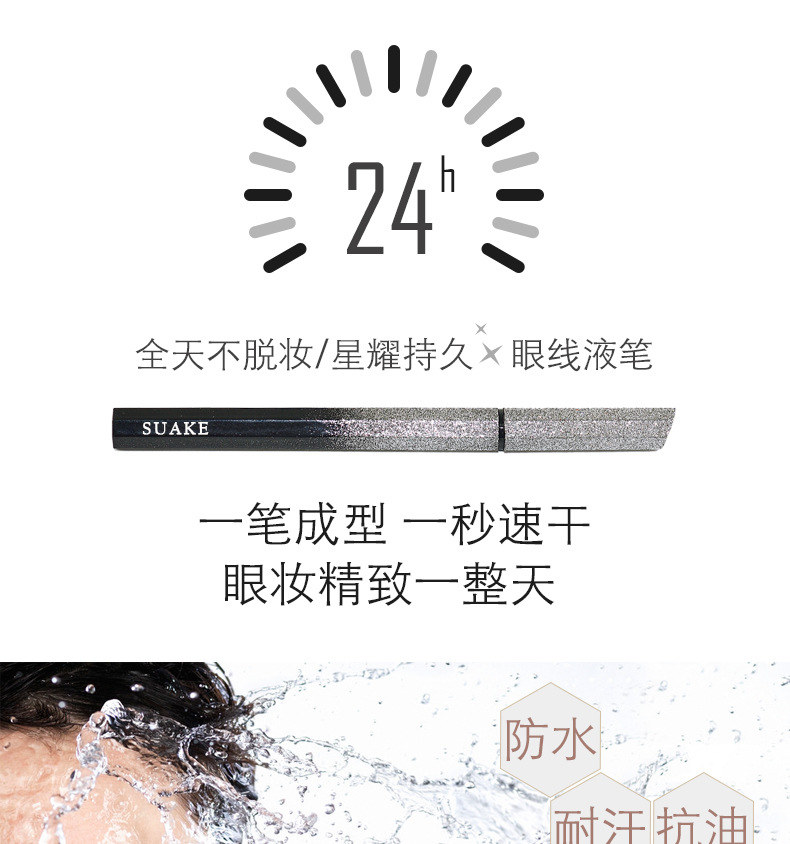 24h
全天不脱妆/星耀持久 眼线液笔
SUAKE
一笔成型 一秒速干
眼妆精致一整天
防水
耐汗 抗油